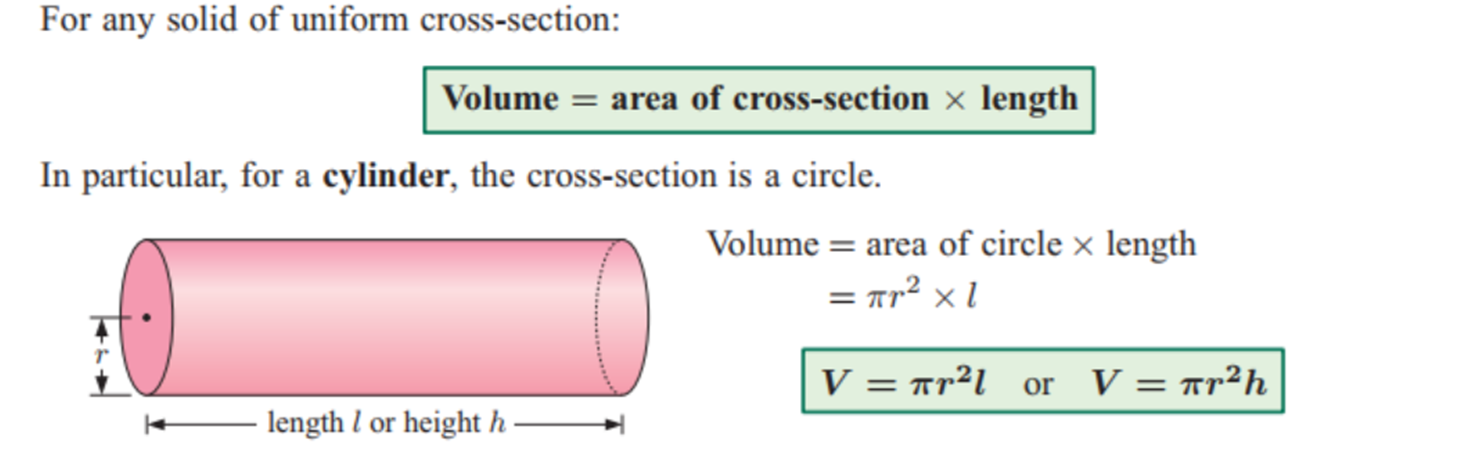 For any solid of uniform cross-section:
Volume = area of cross-section × length
In particular, for a cylinder, the cross-section is a circle.
Volume = area of circle × length
= πr² × l
r
V = πr²l or V = πr²h
length l or height h